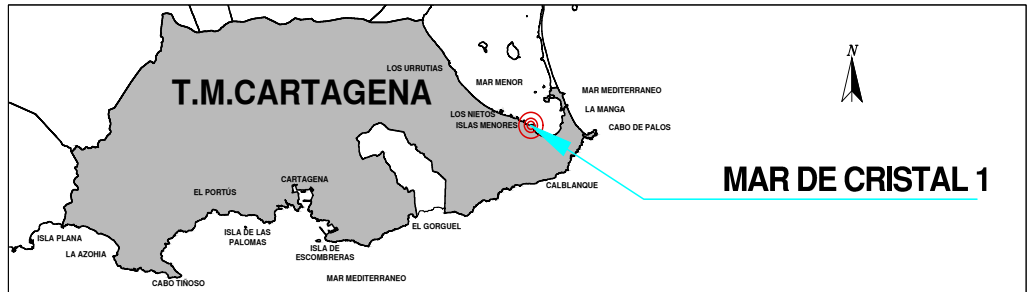 N
LOS URRUTIAS
MAR MENOR
T.M.CARTAGENA
MAR MEDITERRANEO
LA MANGA
LOS NIETOS
ISLAS MENORES
CABO DE PALOS
MAR DE CRISTAL 1
CARTAGENA
CALBLANQUE
EL PORTÚS
EL GORGUEL
ISLA DE LAS
PALOMAS
ISLA PLANA
ISLA DE
ESCOMBRERAS
LA AZOHIA
MAR MEDITERRANEO
CABO TIÑOSO